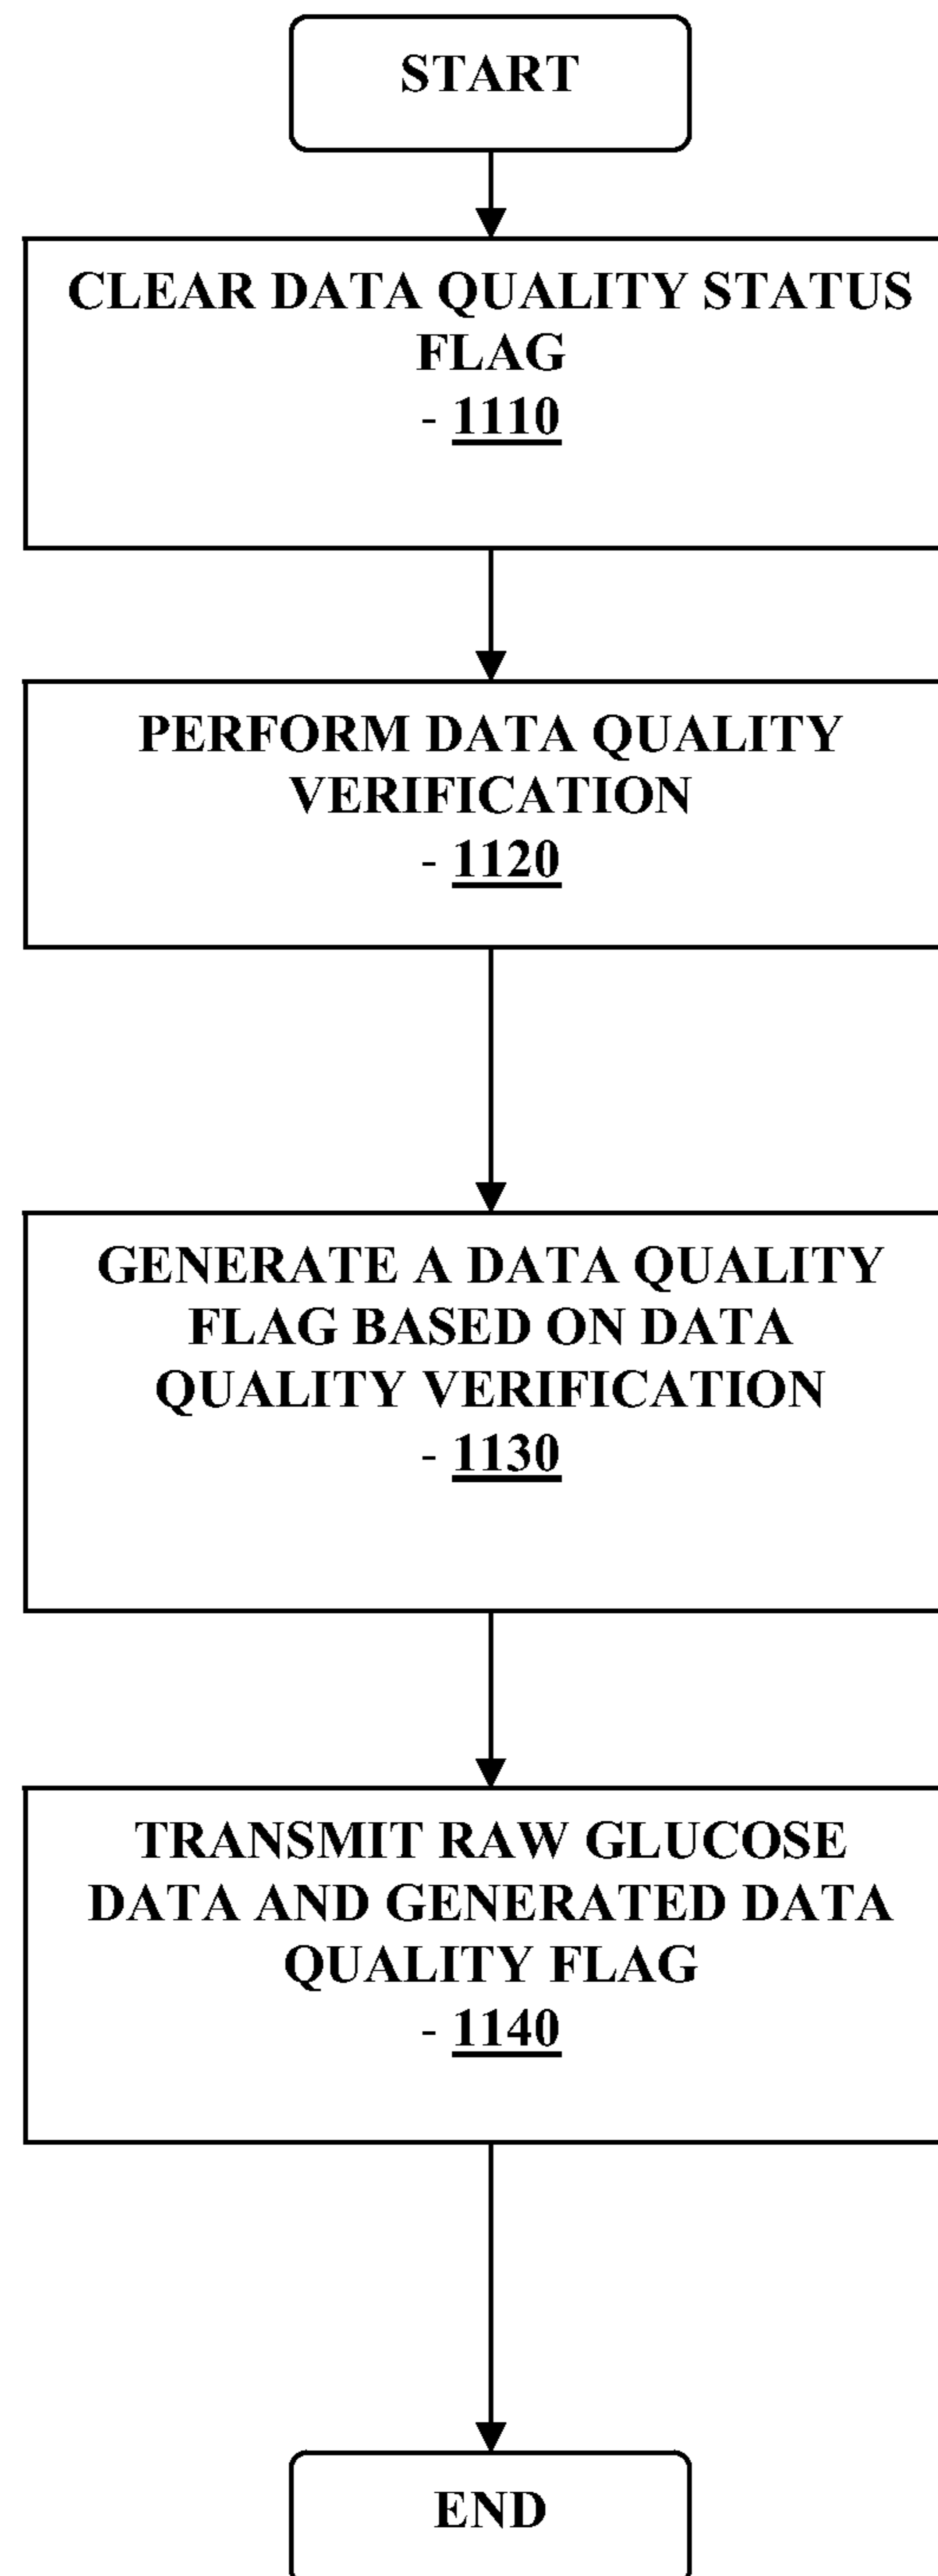 START
CLEAR DATA QUALITY STATUS
FLAG
- 1110
PERFORM DATA QUALITY
VERIFICATION
- 1120
GENERATE A DATA QUALITY
FLAG BASED ON DATA
QUALITY VERIFICATION
- 1130
TRANSMIT RAW GLUCOSE
DATA AND GENERATED DATA
QUALITY FLAG
- 1140
END